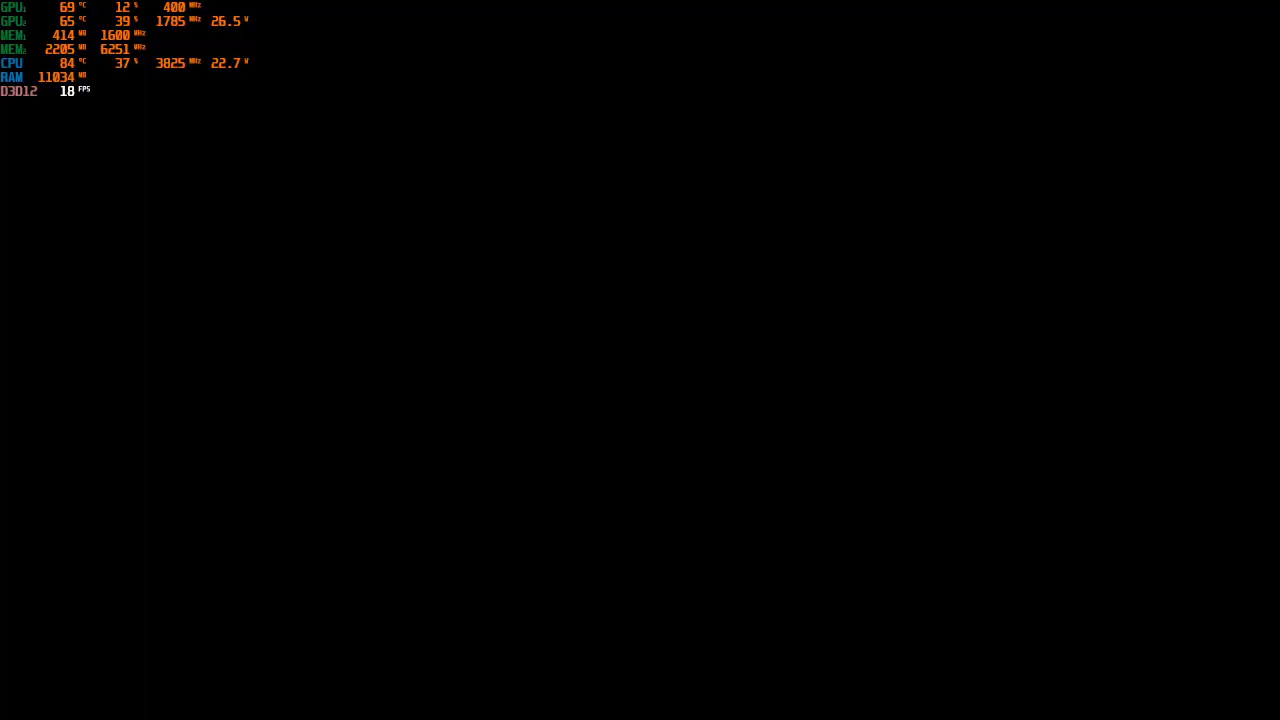 GPU1 69 °C 12 % 400 MHz
GPU2 65 °C 39 % 1785 MHz 26.5 W
MEM1 414 MB 1600 MHz
MEM2 2205 MB 6251 MHz
CPU 84 °C 37 % 3825 MHz 22.7 W
RAM 11034 MB
D3D12 18 FPS